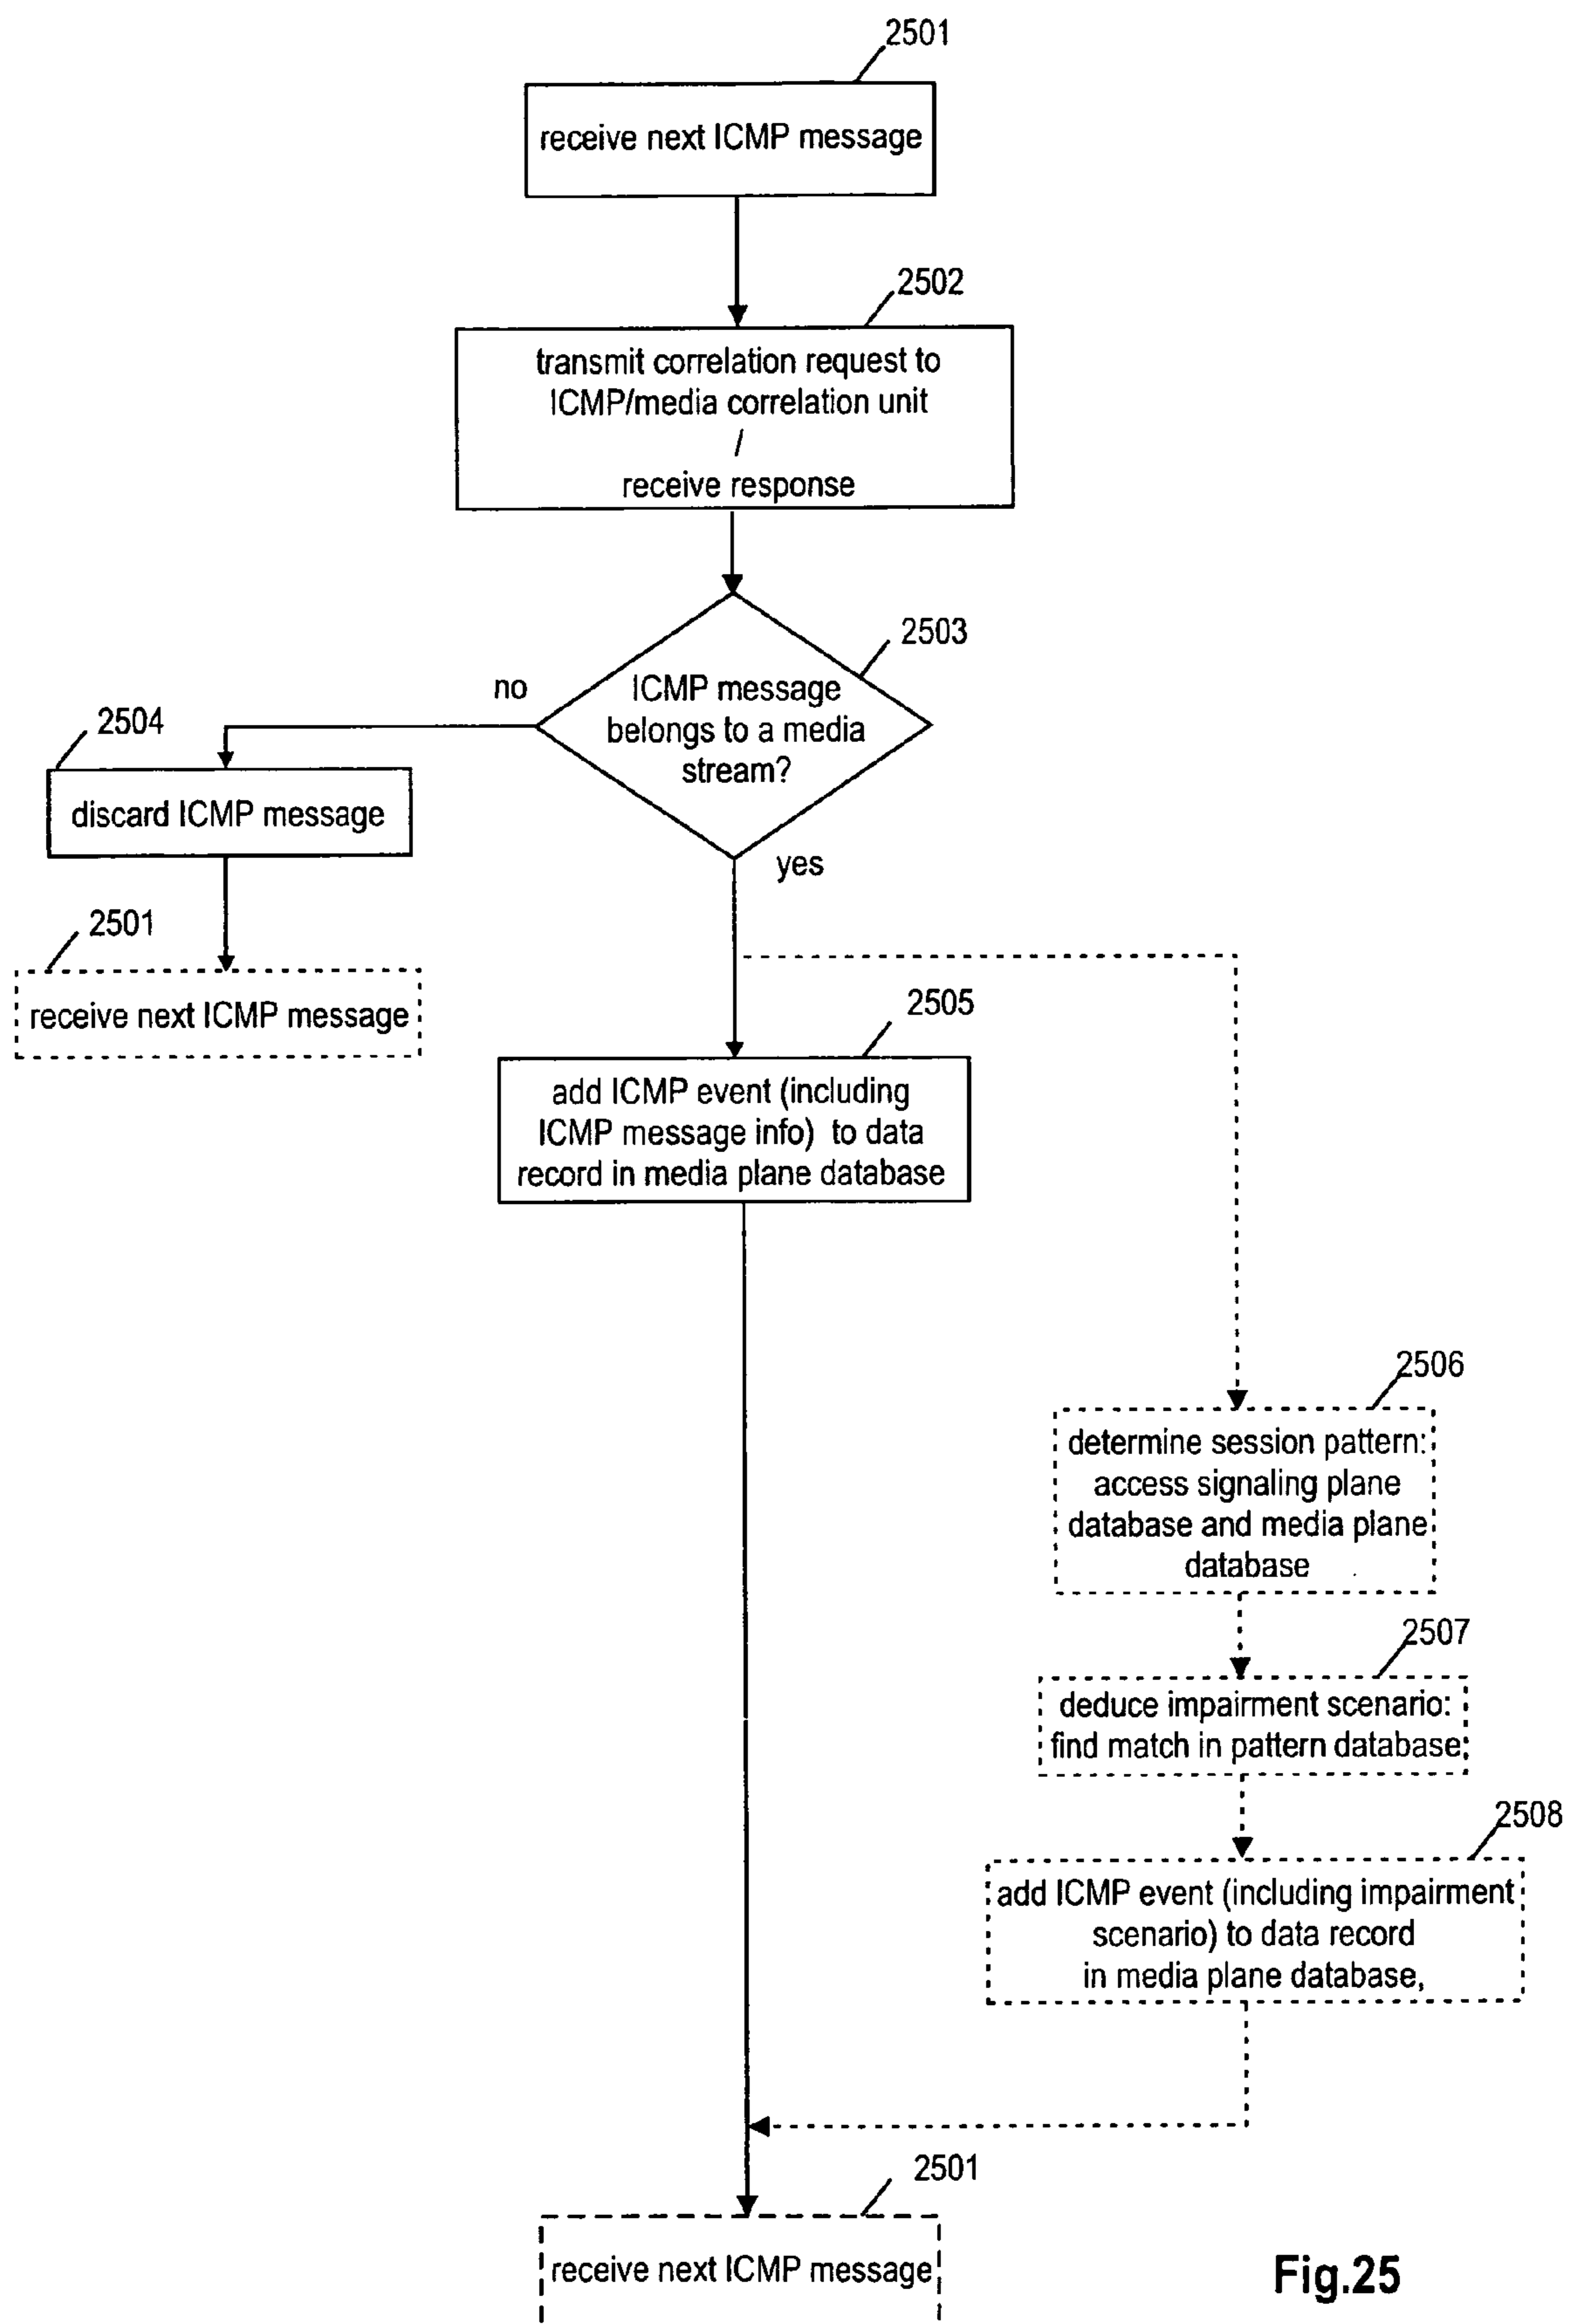 2501
receive next ICMP message
2502
transmit correlation request to
ICMP/media correlation unit
/
receive response
2503
ICMP message
belongs to a media
stream?
no
2504
discard ICMP message
yes
2501
receive next ICMP message
2505
add ICMP event (including
ICMP message info) to data
record in media plane database
2506
determine session pattern:
access signaling plane
database and media plane
database
2507
deduce impairment scenario:
find match in pattern database,
2508
add ICMP event (including impairment
scenario) to data record
in media plane database,
2501
receive next ICMP message
Fig.25